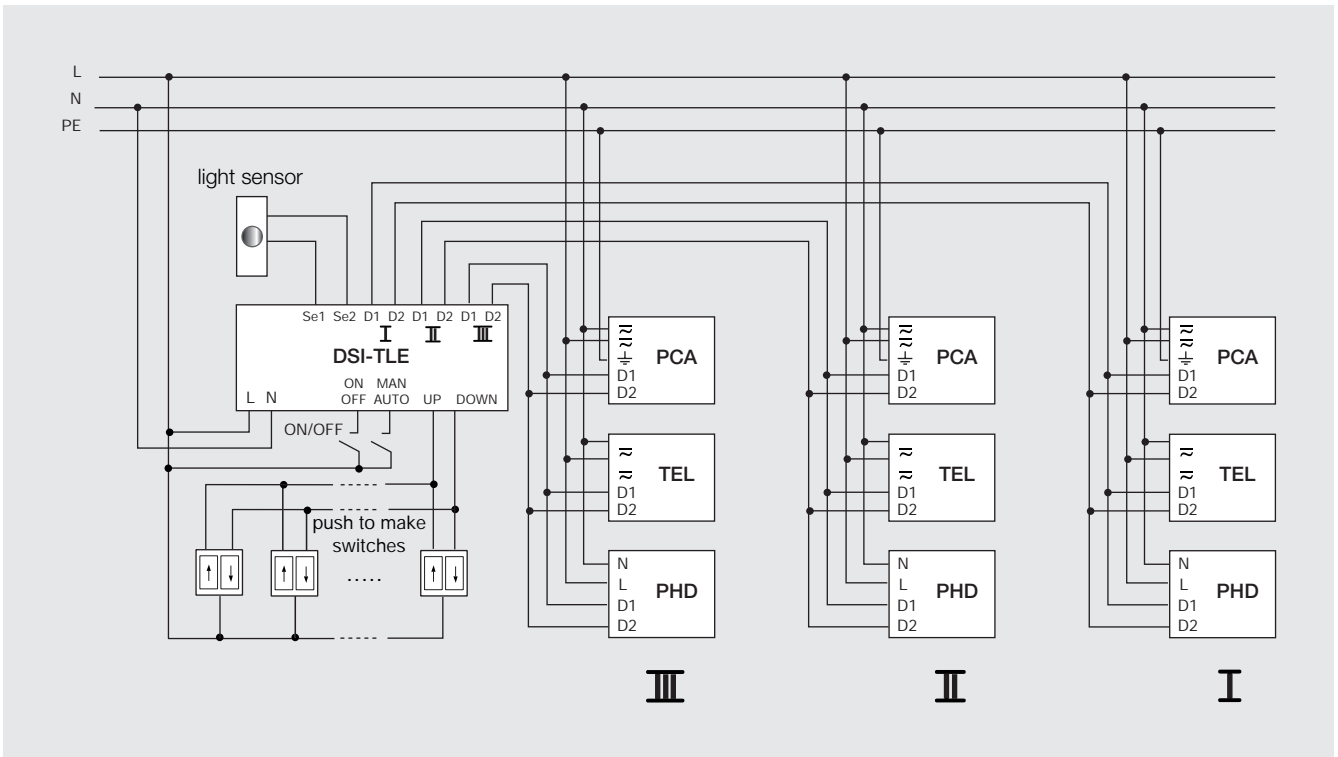 L
N
PE
light sensor
Se1 Se2 D1 D2 D1 D2 D1 D2
I II III
DSI-TLE
ON MAN
L N OFF AUTO UP DOWN
ON/OFF
push to make
switches
.....
PCA
D1
D2
PCA
D1
D2
PCA
D1
D2
TEL
D1
D2
TEL
D1
D2
TEL
D1
D2
N
L
PHD
D1
D2
N
L
PHD
D1
D2
N
L
PHD
D1
D2
III II I